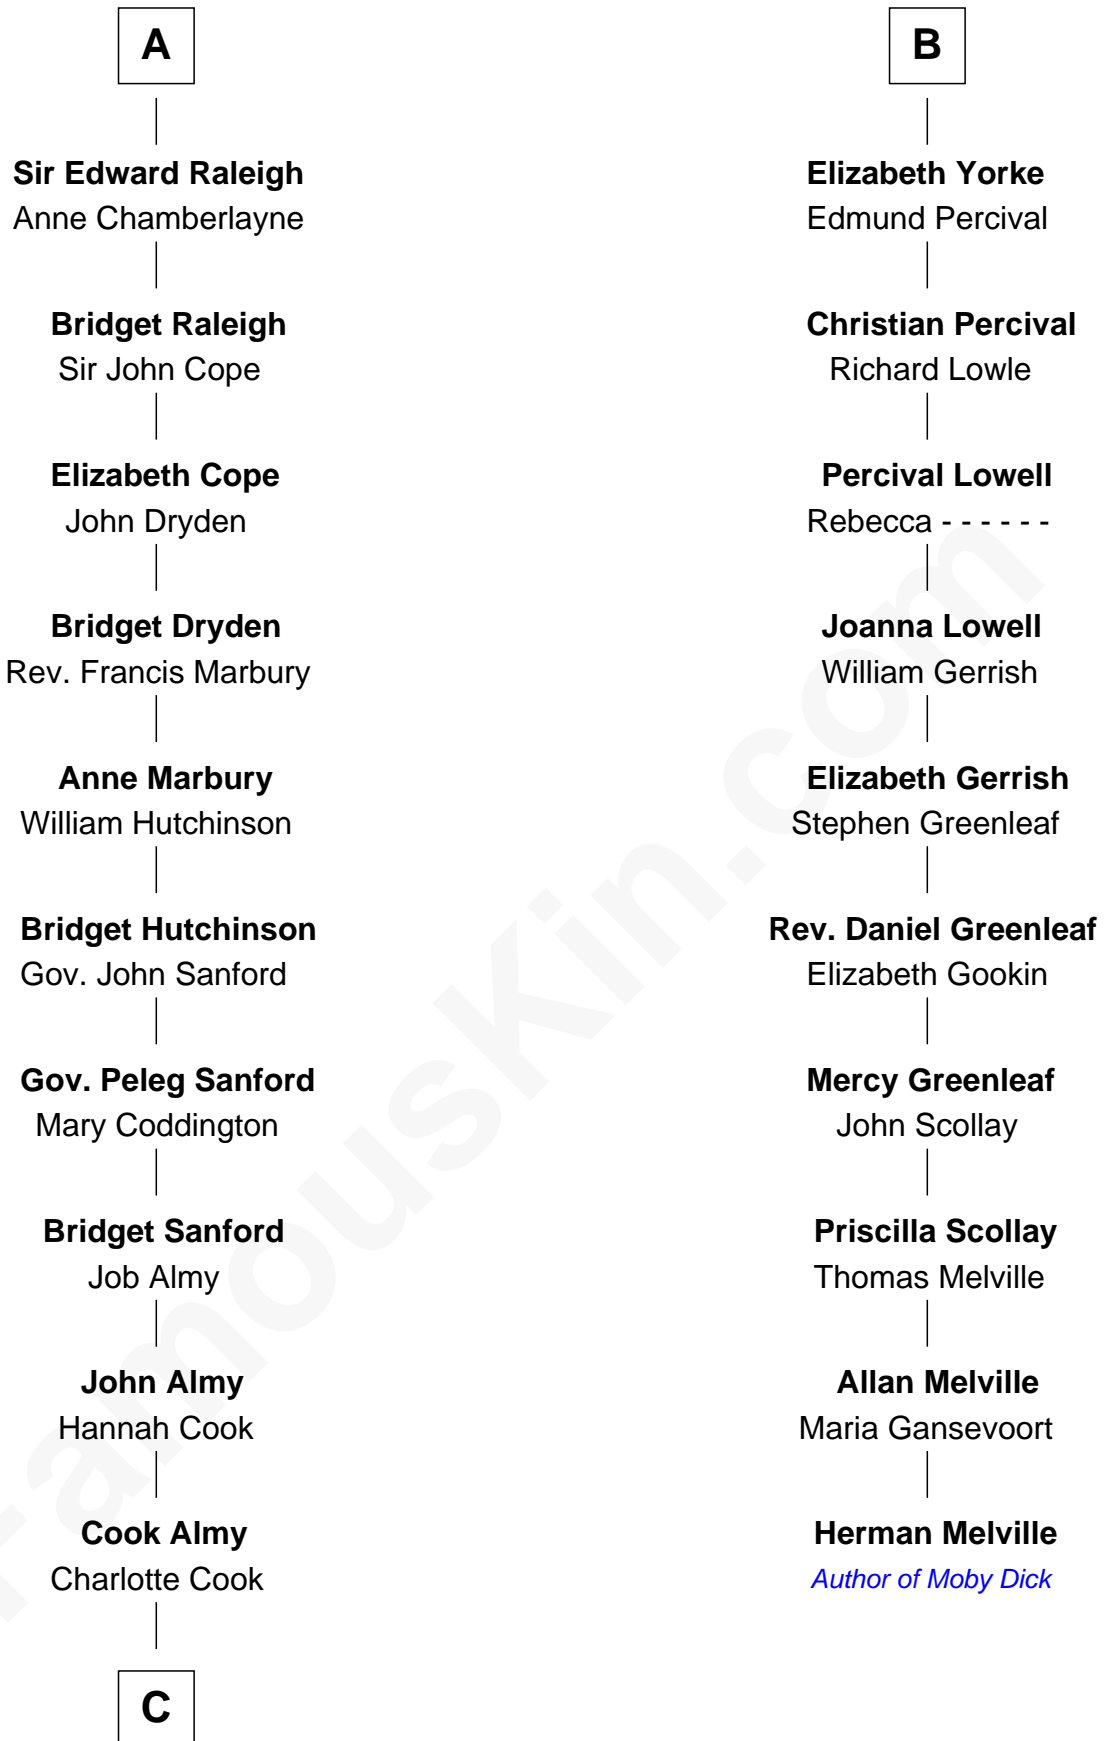 A
Sir Edward Raleigh
Anne Chamberlayne
Bridget Raleigh
Sir John Cope
Elizabeth Cope
John Dryden
Bridget Dryden
Rev. Francis Marbury
Anne Marbury
William Hutchinson
Bridget Hutchinson
Gov. John Sanford
Gov. Peleg Sanford
Mary Coddington
Bridget Sanford
Job Almy
John Almy
Hannah Cook
Cook Almy
Charlotte Cook
C
B
Elizabeth Yorke
Edmund Percival
Christian Percival
Richard Lowle
Percival Lowell
Rebecca - - - - - -
Joanna Lowell
William Gerrish
Elizabeth Gerrish
Stephen Greenleaf
Rev. Daniel Greenleaf
Elizabeth Gookin
Mercy Greenleaf
John Scollay
Priscilla Scollay
Thomas Melville
Allan Melville
Maria Gansevoort
Herman Melville
Author of Moby Dick
FamousKin.com